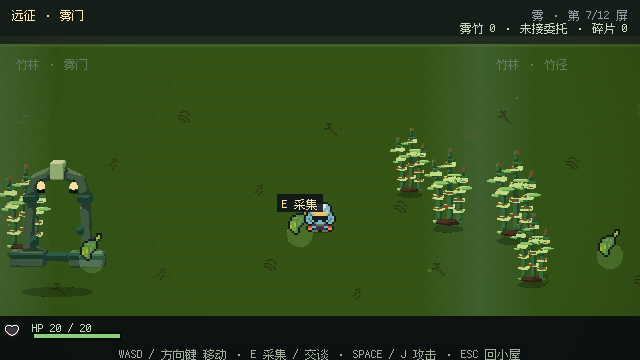 远征 · 雾门
雾 · 第 7/12 屏
雾竹 0 · 未接委托 · 碎片 0
竹林 · 雾门
竹林 · 竹径
E 采集
HP 20 / 20
WASD / 方向键 移动 · E 采集 / 交谈 · SPACE / J 攻击 · ESC 回小屋